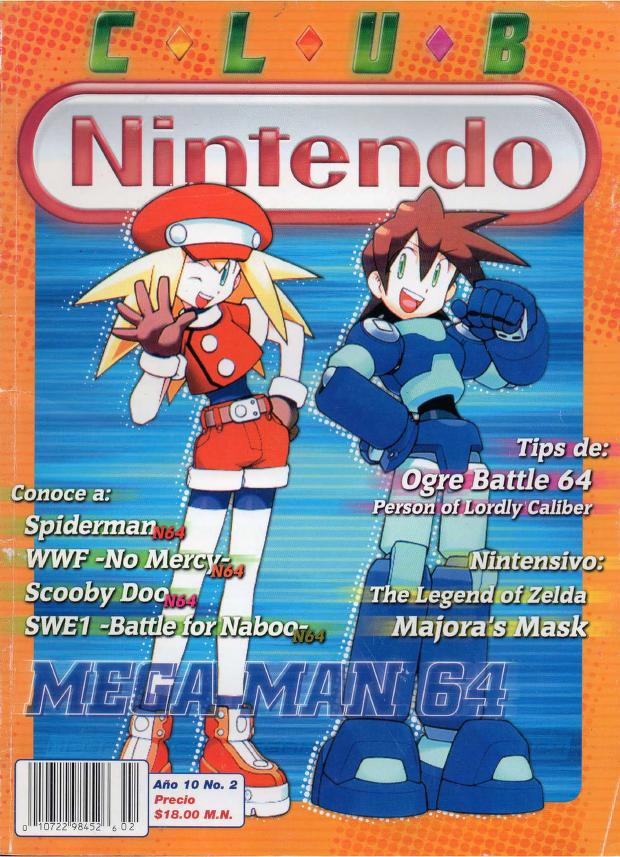 CLUB
Nintendo
Tips de:
Ogre Battle 64
Person of Lordly Caliber
Conoce a:
Spiderman N64
WWF -No Mercy- N64
Scooby Doo N64
SWE1 -Battle for Naboo- N64
Nintensivo:
The Legend of Zelda
Majora's Mask
MEGA MAN 64
Año 10 No. 2
Precio
$18.00 M.N.
0 10722 98452 6 02